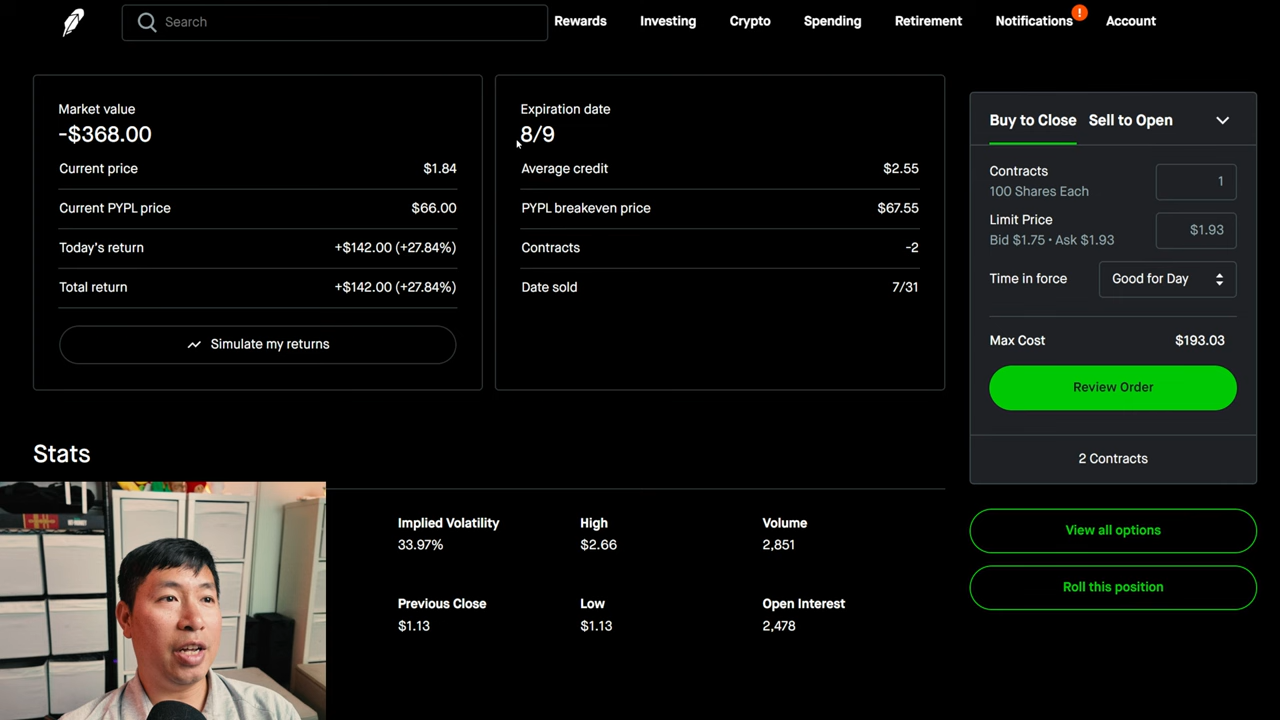 Search
Rewards
Investing
Crypto
Spending
Retirement
Notifications
!
Account
Market value
-$368.00
Current price $1.84
Current PYPL price $66.00
Today's return +$142.00 (+27.84%)
Total return +$142.00 (+27.84%)
Simulate my returns
Expiration date
8/9
Average credit $2.55
PYPL breakeven price $67.55
Contracts -2
Date sold 7/31
Buy to Close Sell to Open
Contracts 1
100 Shares Each
Limit Price $1.93
Bid $1.75 • Ask $1.93
Time in force Good for Day
Max Cost $193.03
Review Order
2 Contracts
View all options
Roll this position
Stats
Implied Volatility High Volume
33.97% $2.66 2,851
Previous Close Low Open Interest
$1.13 $1.13 2,478